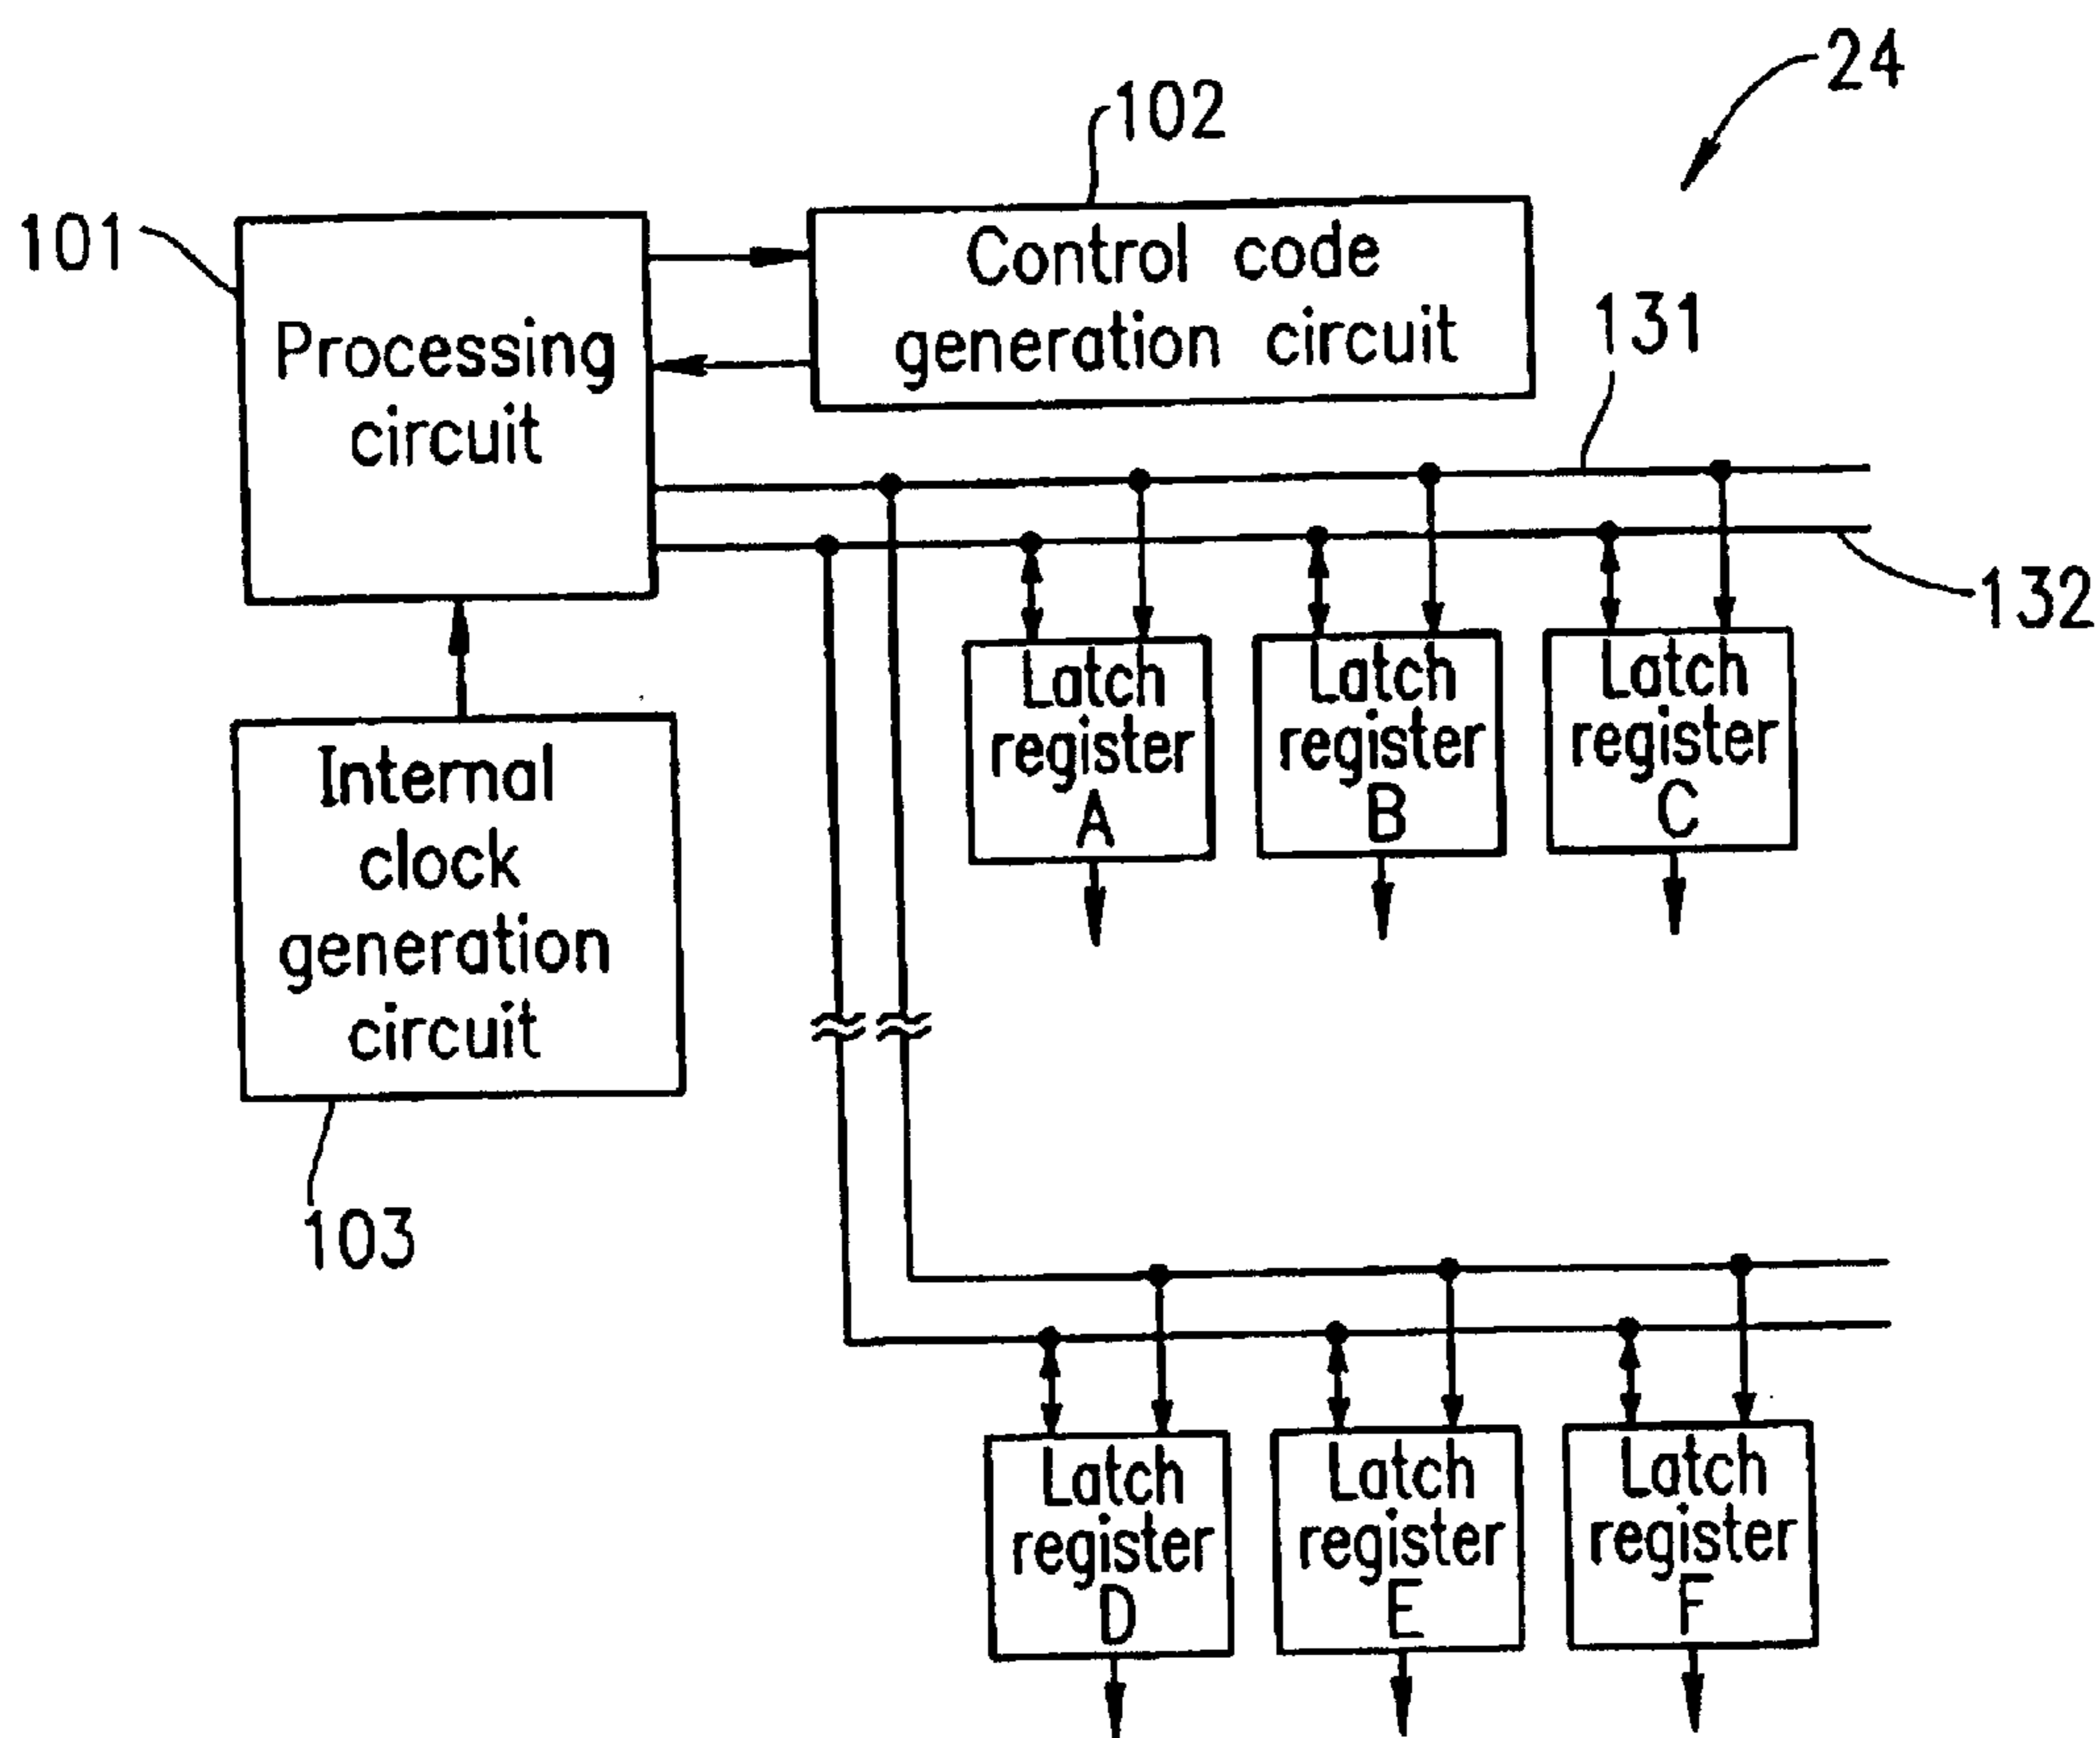 24
102
101
Control code
generation circuit
131
Processing
circuit
132
Latch
register
A
Latch
register
B
Latch
register
C
Internal
clock
generation
circuit
103
Latch
register
D
Latch
register
E
Latch
register
F